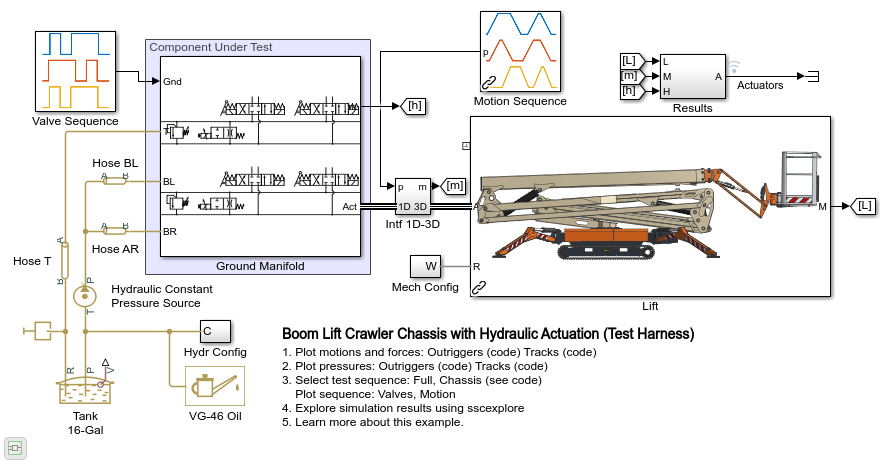 Component Under Test
Valve Sequence
Gnd
T
BL
BR
Act
Ground Manifold
[h]
p
Motion Sequence
[L]
[m]
[h]
L
M
H
A
Results
Actuators
p
m
1D 3D
Intf 1D-3D
[m]
A
R
M
Lift
[L]
W
Mech Config
Hose BL
A
B
Hose AR
A
B
Hose T
A
B
P
T
Hydraulic Constant
Pressure Source
C
Hydr Config
R
P
V
Tank
16-Gal
VG-46 Oil
Boom Lift Crawler Chassis with Hydraulic Actuation (Test Harness)
1. Plot motions and forces: Outriggers (code) Tracks (code)
2. Plot pressures: Outriggers (code) Tracks (code)
3. Select test sequence: Full, Chassis (see code)
Plot sequence: Valves, Motion
4. Explore simulation results using sscexplore
5. Learn more about this example.